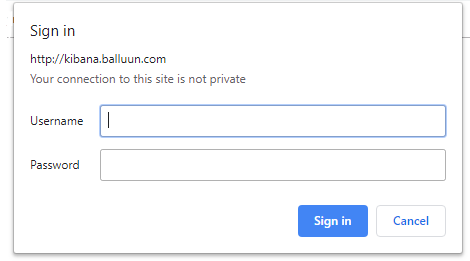 Sign in
http://kibana.balluun.com
Your connection to this site is not private
Username
Password
Sign in Cancel